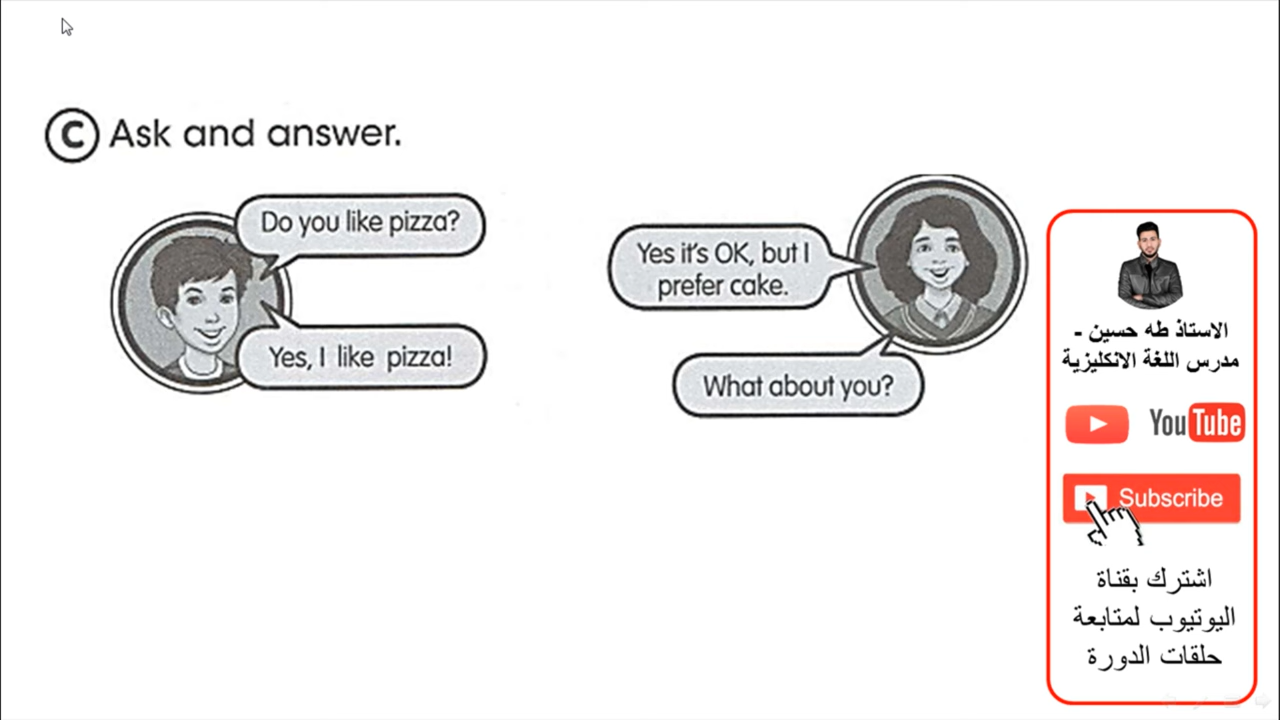 C Ask and answer.
Do you like pizza?
Yes it's OK, but I
prefer cake.
What about you?
Yes, I like pizza!
الاستاذ طه حسين -
مدرس اللغة الانكليزية
YouTube
Subscribe
اشترك بقناة
اليوتيوب لمتابعة
حلقات الدورة